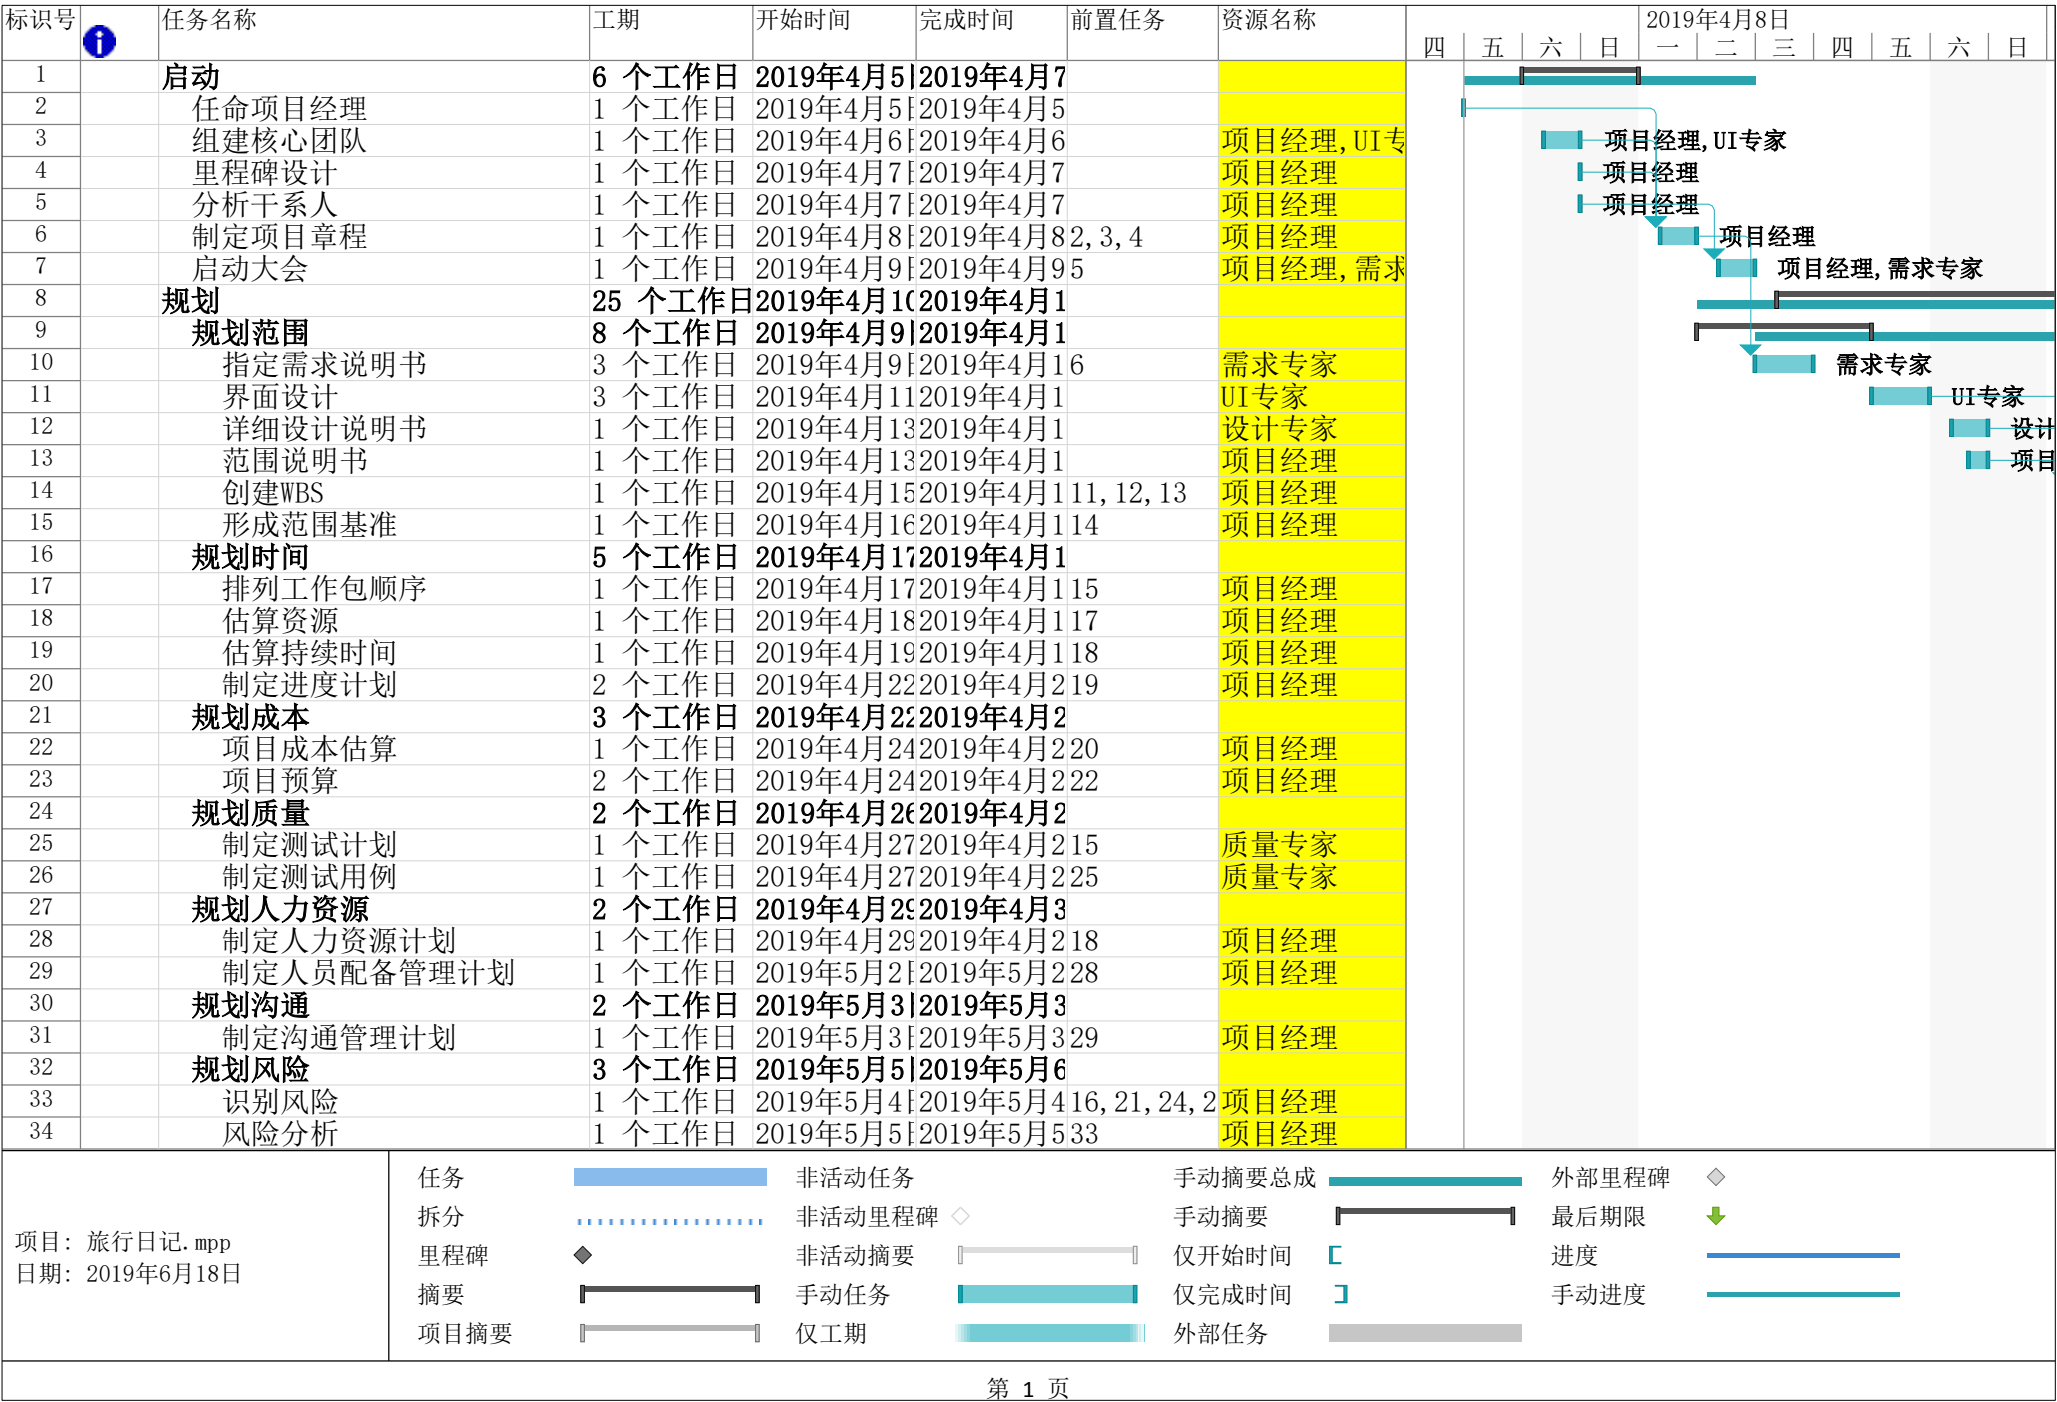 标识号 任务名称 工期 开始时间 完成时间 前置任务 资源名称 2019年4月8日
四 五 六 日 一 二 三 四 五 六 日
1 启动 6 个工作日 2019年4月5 2019年4月7
2 任命项目经理 1 个工作日 2019年4月5 2019年4月5
3 组建核心团队 1 个工作日 2019年4月6 2019年4月6 项目经理,UI专 项目经理,UI专家
4 里程碑设计 1 个工作日 2019年4月7 2019年4月7 项目经理 项目经理
5 分析干系人 1 个工作日 2019年4月7 2019年4月7 项目经理 项目经理
6 制定项目章程 1 个工作日 2019年4月8 2019年4月8 2,3,4 项目经理 项目经理
7 启动大会 1 个工作日 2019年4月9 2019年4月9 5 项目经理,需求 项目经理,需求专家
8 规划 25 个工作日 2019年4月10 2019年4月1
9 规划范围 8 个工作日 2019年4月9 2019年4月1
10 指定需求说明书 3 个工作日 2019年4月9 2019年4月1 6 需求专家 需求专家
11 界面设计 3 个工作日 2019年4月11 2019年4月1 UI专家 UI专家
12 详细设计说明书 1 个工作日 2019年4月13 2019年4月1 设计专家 设计
13 范围说明书 1 个工作日 2019年4月13 2019年4月1 项目经理 项目
14 创建WBS 1 个工作日 2019年4月15 2019年4月1 11,12,13 项目经理
15 形成范围基准 1 个工作日 2019年4月16 2019年4月1 14 项目经理
16 规划时间 5 个工作日 2019年4月17 2019年4月1
17 排列工作包顺序 1 个工作日 2019年4月17 2019年4月1 15 项目经理
18 估算资源 1 个工作日 2019年4月18 2019年4月1 17 项目经理
19 估算持续时间 1 个工作日 2019年4月19 2019年4月1 18 项目经理
20 制定进度计划 2 个工作日 2019年4月22 2019年4月2 19 项目经理
21 规划成本 3 个工作日 2019年4月22 2019年4月2
22 项目成本估算 1 个工作日 2019年4月24 2019年4月2 20 项目经理
23 项目预算 2 个工作日 2019年4月24 2019年4月2 22 项目经理
24 规划质量 2 个工作日 2019年4月26 2019年4月2
25 制定测试计划 1 个工作日 2019年4月27 2019年4月2 15 质量专家
26 制定测试用例 1 个工作日 2019年4月27 2019年4月2 25 质量专家
27 规划人力资源 2 个工作日 2019年4月29 2019年4月3
28 制定人力资源计划 1 个工作日 2019年4月29 2019年4月2 18 项目经理
29 制定人员配备管理计划 1 个工作日 2019年5月2 2019年5月2 28 项目经理
30 规划沟通 2 个工作日 2019年5月3 2019年5月3
31 制定沟通管理计划 1 个工作日 2019年5月3 2019年5月3 29 项目经理
32 规划风险 3 个工作日 2019年5月5 2019年5月6
33 识别风险 1 个工作日 2019年5月4 2019年5月4 16,21,24,2 项目经理
34 风险分析 1 个工作日 2019年5月5 2019年5月5 33 项目经理
项目: 旅行日记.mpp
日期: 2019年6月18日
任务 非活动任务 手动摘要总成 外部里程碑
拆分 非活动里程碑 手动摘要 最后期限
里程碑 非活动摘要 仅开始时间 进度
摘要 手动任务 仅完成时间 手动进度
项目摘要 仅工期 外部任务
第 1 页